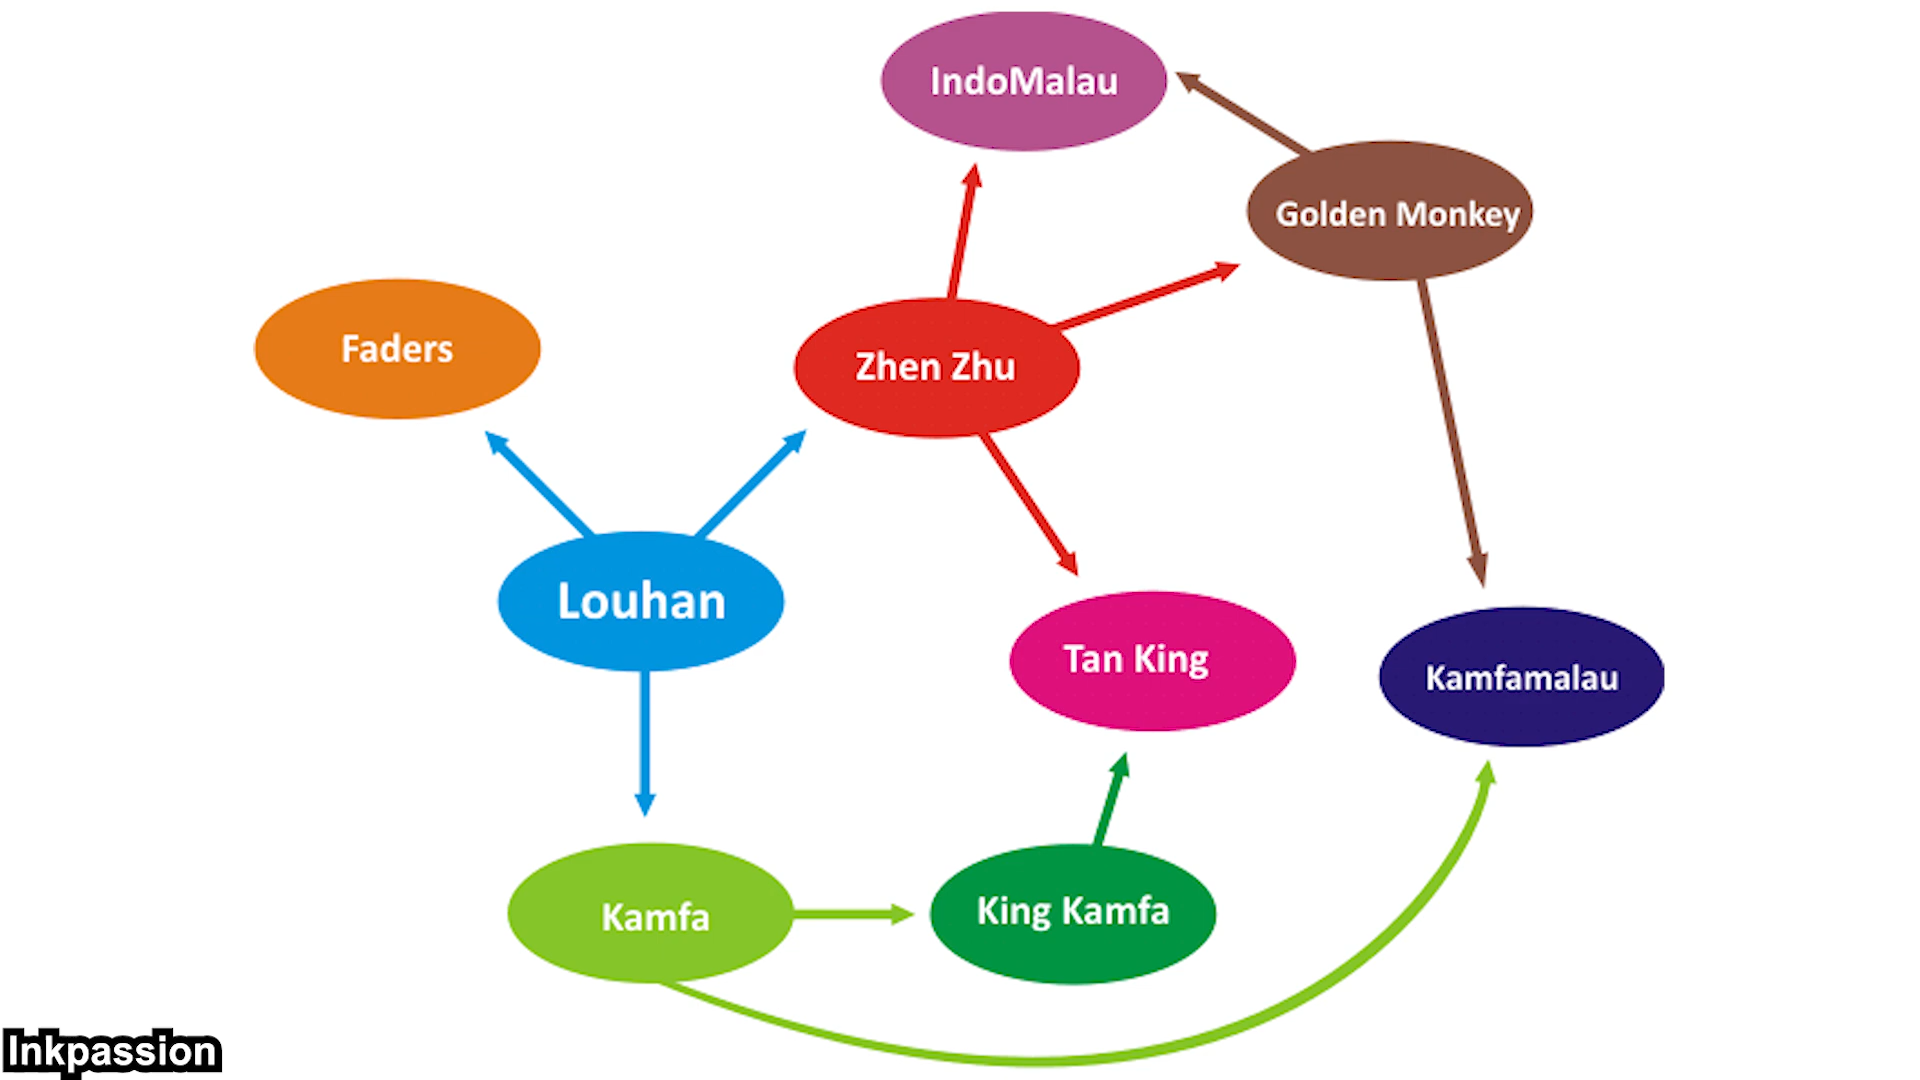 IndoMalau
Golden Monkey
Faders
Zhen Zhu
Louhan
Tan King
Kamfamalau
Kamfa
King Kamfa
Inkpassion